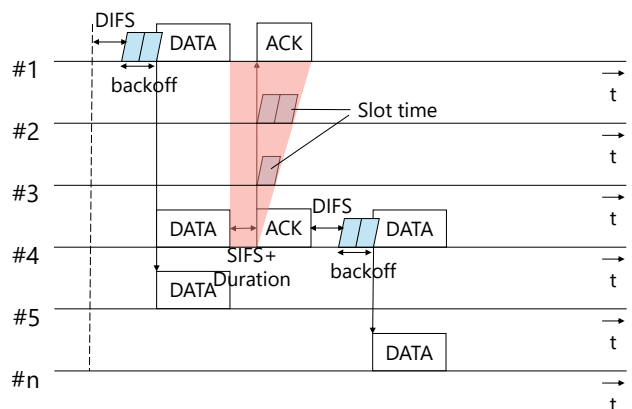 DIFS
DATA
ACK
#1
backoff
t
Slot time
#2
t
#3
t
DATA
ACK
DIFS
DATA
#4
SIFS+
Duration
backoff
t
DATA
#5
t
DATA
#n
t